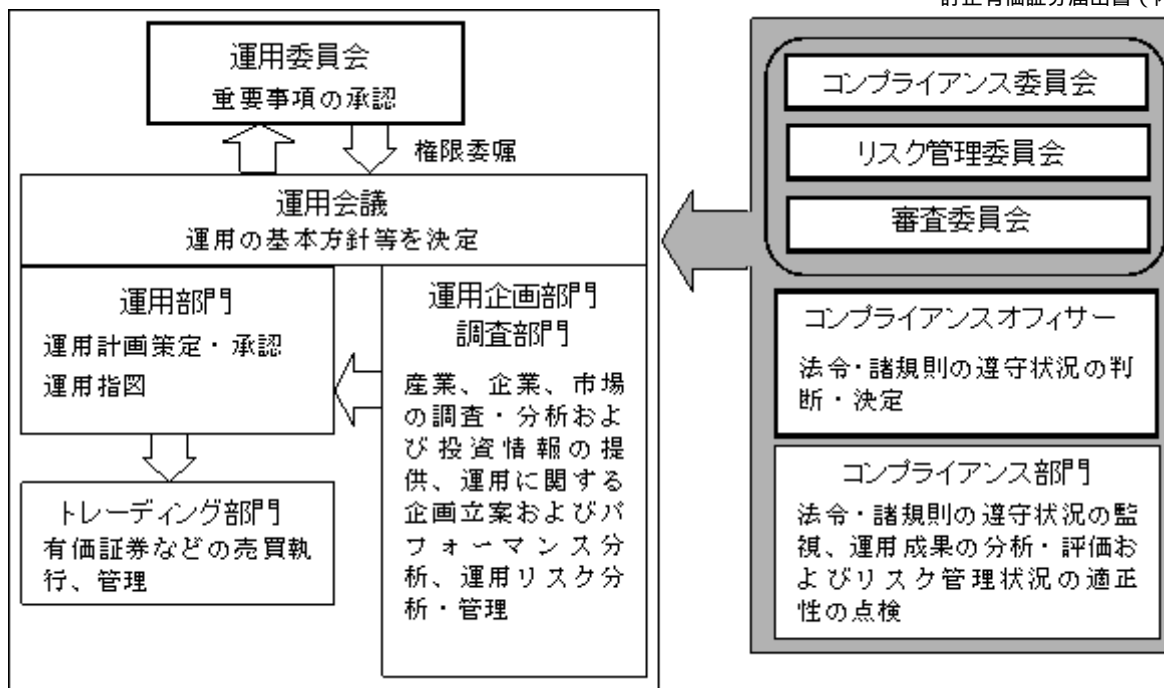 運用委員会
重要事項の承認
権限委嘱
運用会議
運用の基本方針等を決定
運用部門
運用計画策定・承認
運用指図
運用企画部門
調査部門
産業、企業、市場
の調査・分析およ
び投資情報の提
供、運用に関する
企画立案およびパ
フォーマンス分
析、運用リスク分
析・管理
トレーディング部門
有価証券などの売買執
行、管理
コンプライアンス委員会
リスク管理委員会
審査委員会
コンプライアンスオフィサー
法令・諸規則の遵守状況の判
断・決定
コンプライアンス部門
法令・諸規則の遵守状況の監
視、運用成果の分析・評価お
よびリスク管理状況の適正
性の点検